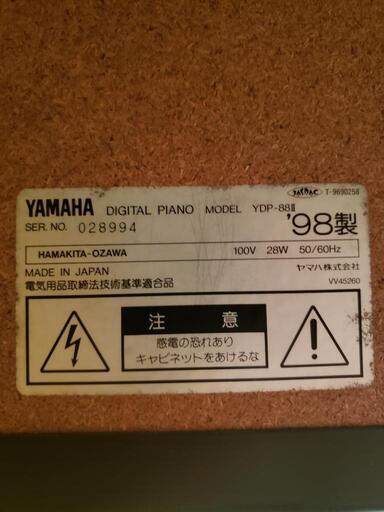 JASRAC T-9690258
YAMAHA DIGITAL PIANO MODEL YDP-88Ⅱ
SER. NO. 028994 '98製
HAMAKITA-OZAWA 100V 28W 50/60Hz
MADE IN JAPAN ヤマハ株式会社
電気用品取締法技術基準適合品 VV45260
注 意
感電の恐れあり
キャビネットをあけるな